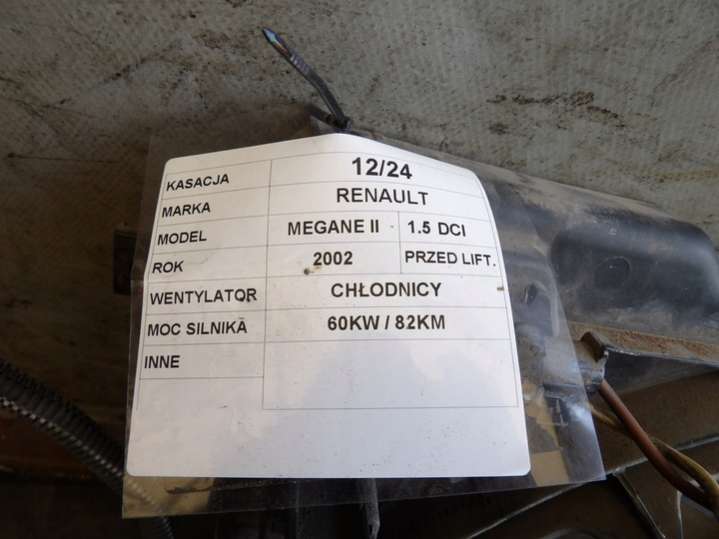 KASACJA 12/24
MARKA RENAULT
MODEL MEGANE II 1.5 DCI
ROK 2002 PRZED LIFT.
WENTYLATOR CHŁODNICY
MOC SILNIKA 60KW / 82KM
INNE